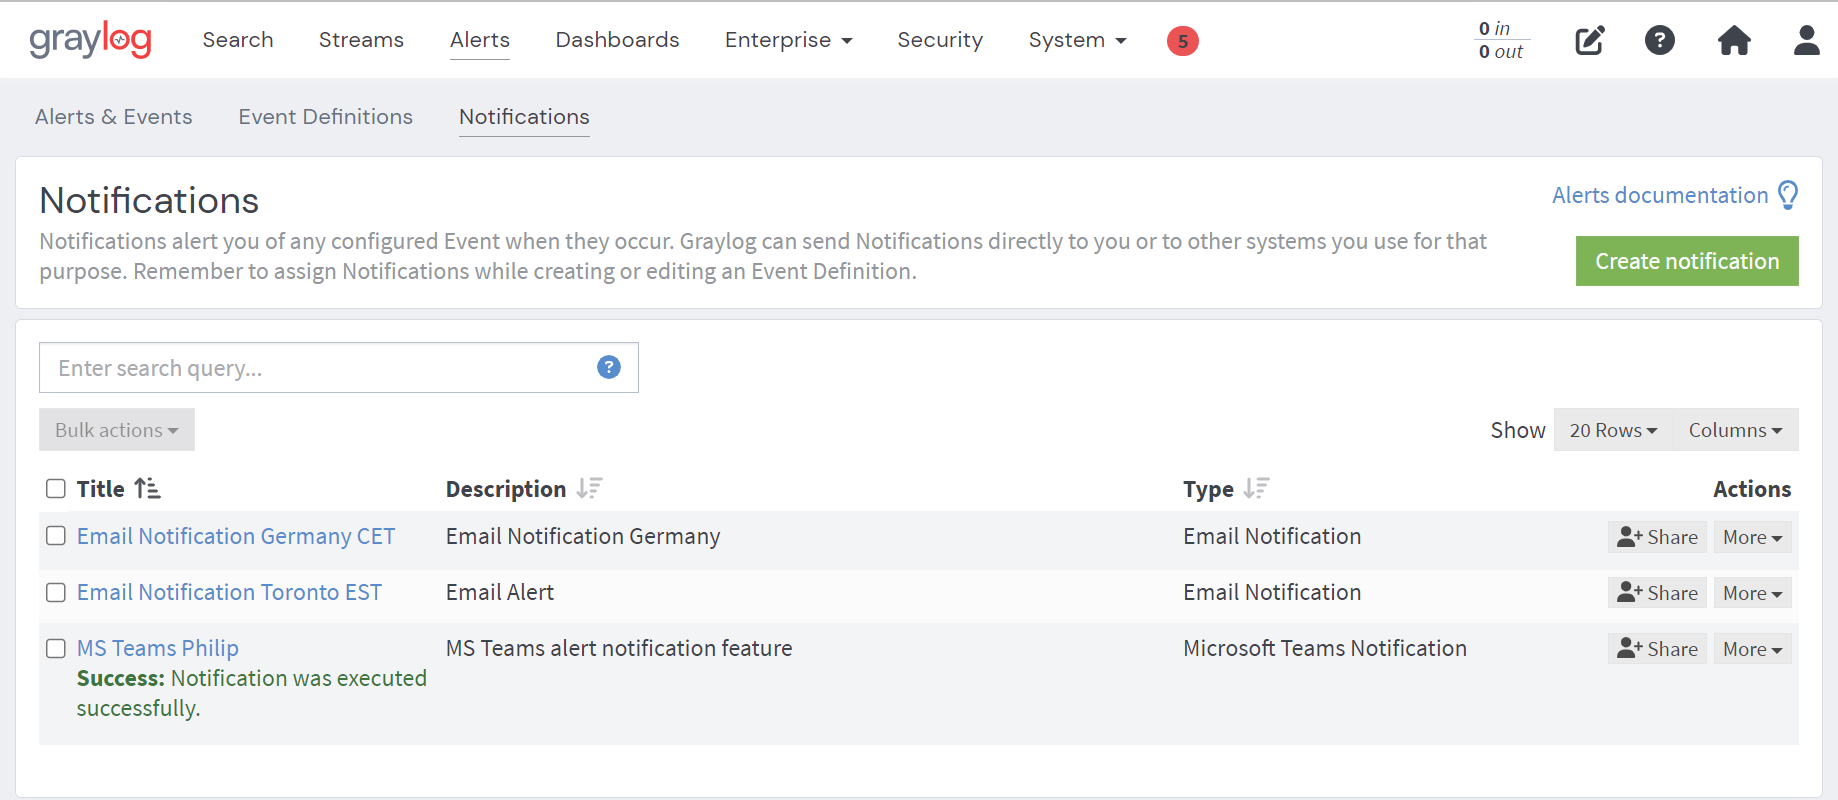 graylog Search Streams Alerts Dashboards Enterprise Security System 5 0 in
0 out ?
Alerts & Events Event Definitions Notifications
Notifications
Alerts documentation
Notifications alert you of any configured Event when they occur. Graylog can send Notifications directly to you or to other systems you use for that
purpose. Remember to assign Notifications while creating or editing an Event Definition.
Create notification
Enter search query... ?
Bulk actions Show 20 Rows Columns
Title Description Type Actions
Email Notification Germany CET Email Notification Germany Email Notification Share More
Email Notification Toronto EST Email Alert Email Notification Share More
MS Teams Philip MS Teams alert notification feature Microsoft Teams Notification Share More
Success: Notification was executed
successfully.